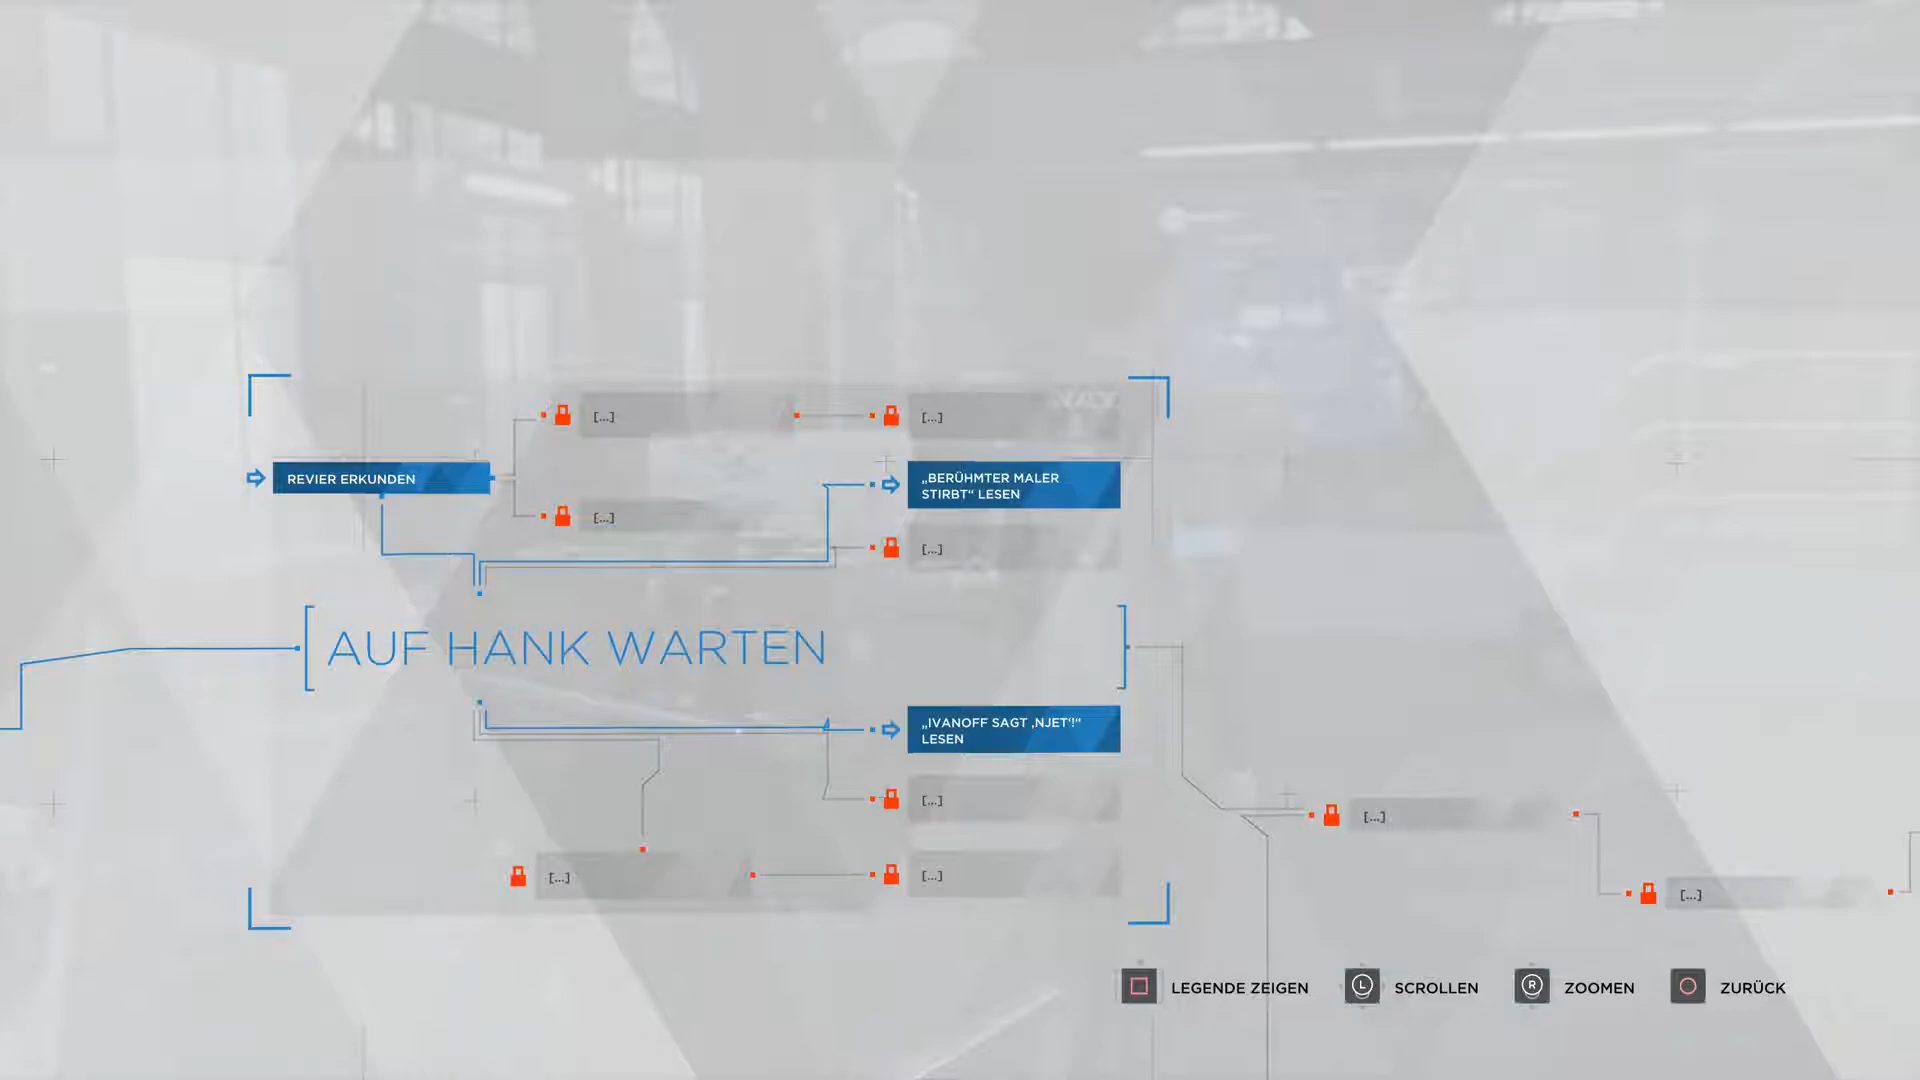 [...]
[...]
REVIER ERKUNDEN
„BERÜHMTER MALER
STIRBT“ LESEN
[...]
[...]
AUF HANK WARTEN
„IVANOFF SAGT ‚NJET‘!“
LESEN
[...]
[...]
[...]
[...]
[...]
LEGENDE ZEIGEN
L
SCROLLEN
R
ZOOMEN
ZURÜCK